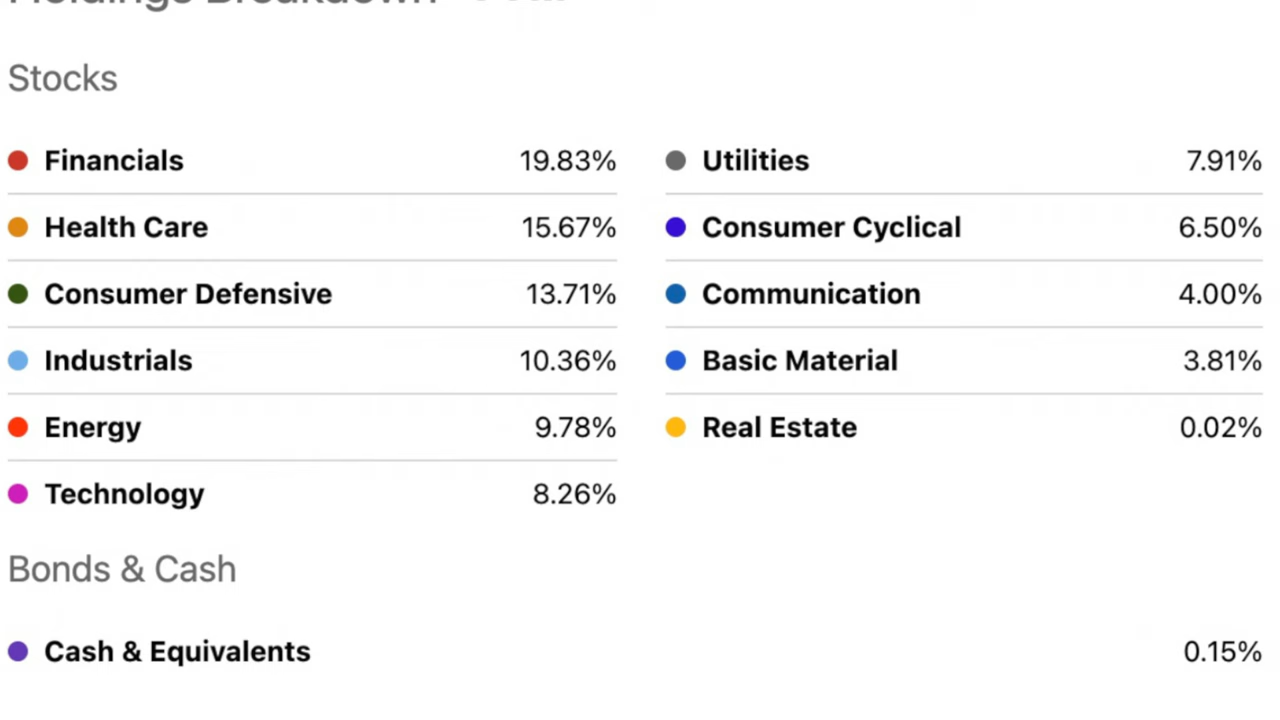 Holdings Breakdown
Stocks
Financials 19.83%
Health Care 15.67%
Consumer Defensive 13.71%
Industrials 10.36%
Energy 9.78%
Technology 8.26%
Utilities 7.91%
Consumer Cyclical 6.50%
Communication 4.00%
Basic Material 3.81%
Real Estate 0.02%
Bonds & Cash
Cash & Equivalents 0.15%